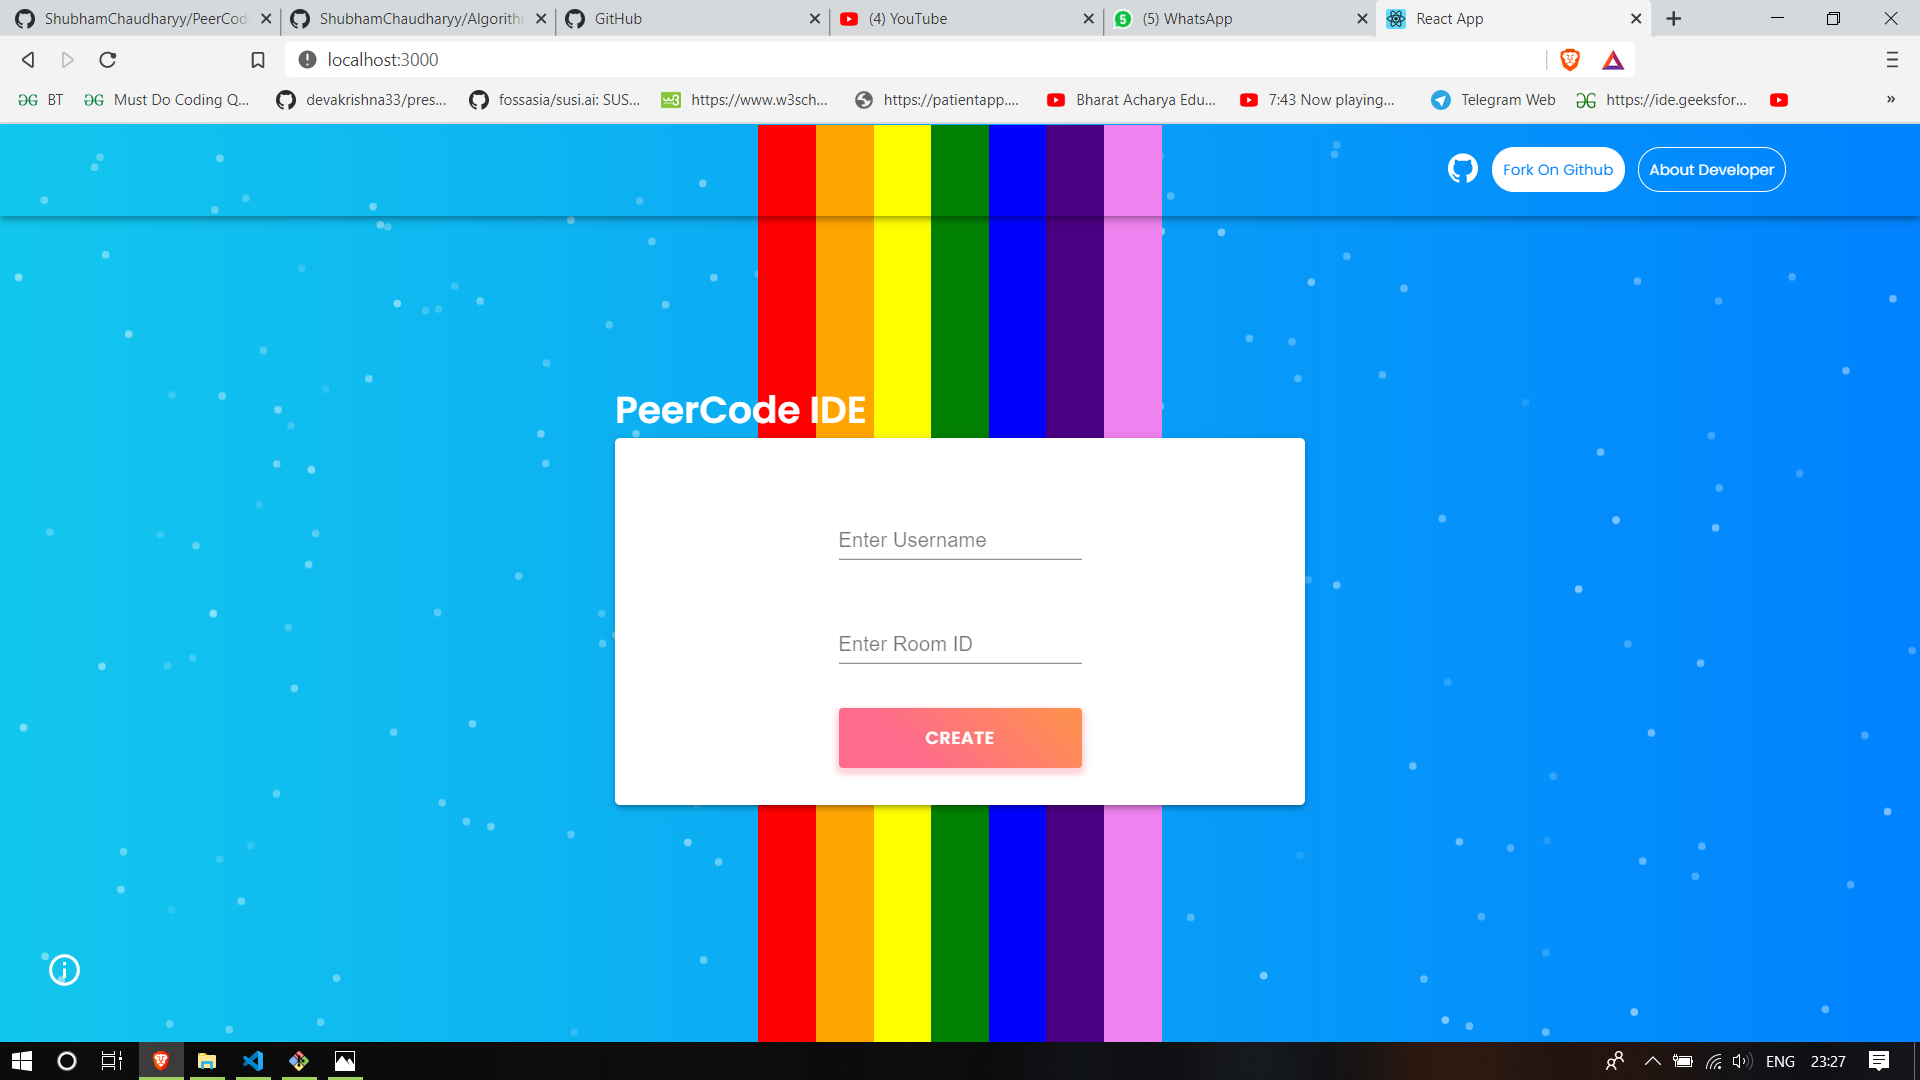 ShubhamChaudharyy/PeerCod
ShubhamChaudharyy/Algorith
GitHub
(4) YouTube
5
(5) WhatsApp
React App
localhost:3000
BT
Must Do Coding Q...
devakrishna33/pres...
fossasia/susi.ai: SUS...
w3
https://www.w3sch...
https://patientapp....
Bharat Acharya Edu...
7:43 Now playing...
Telegram Web
https://ide.geeksfor...
»
Fork On Github
About Developer
PeerCode IDE
Enter Username
Enter Room ID
CREATE
ENG
23:27